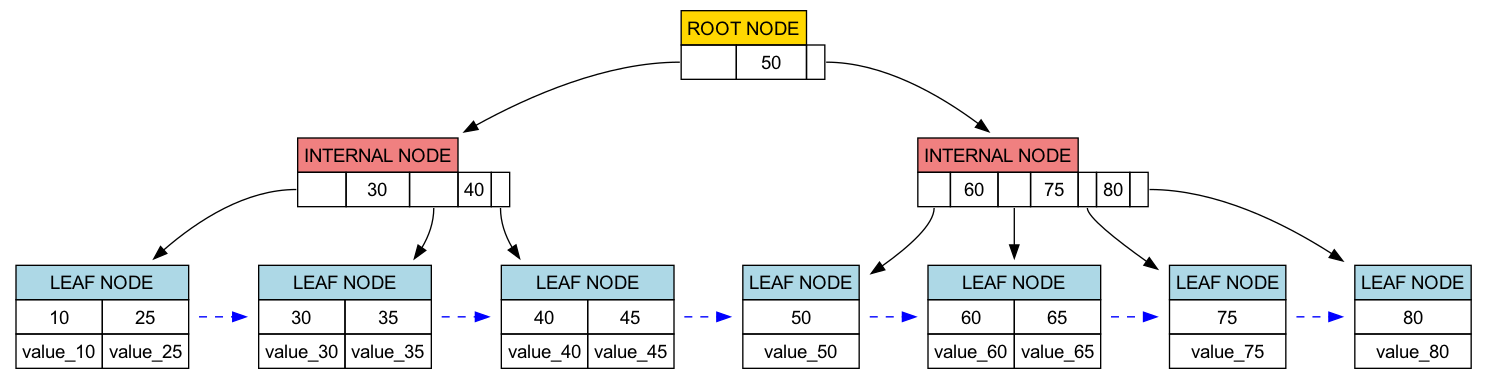 ROOT NODE
50
INTERNAL NODE
30 40
INTERNAL NODE
60 75 80
LEAF NODE
10 25
value_10 value_25
LEAF NODE
30 35
value_30 value_35
LEAF NODE
40 45
value_40 value_45
LEAF NODE
50
value_50
LEAF NODE
60 65
value_60 value_65
LEAF NODE
75
value_75
LEAF NODE
80
value_80